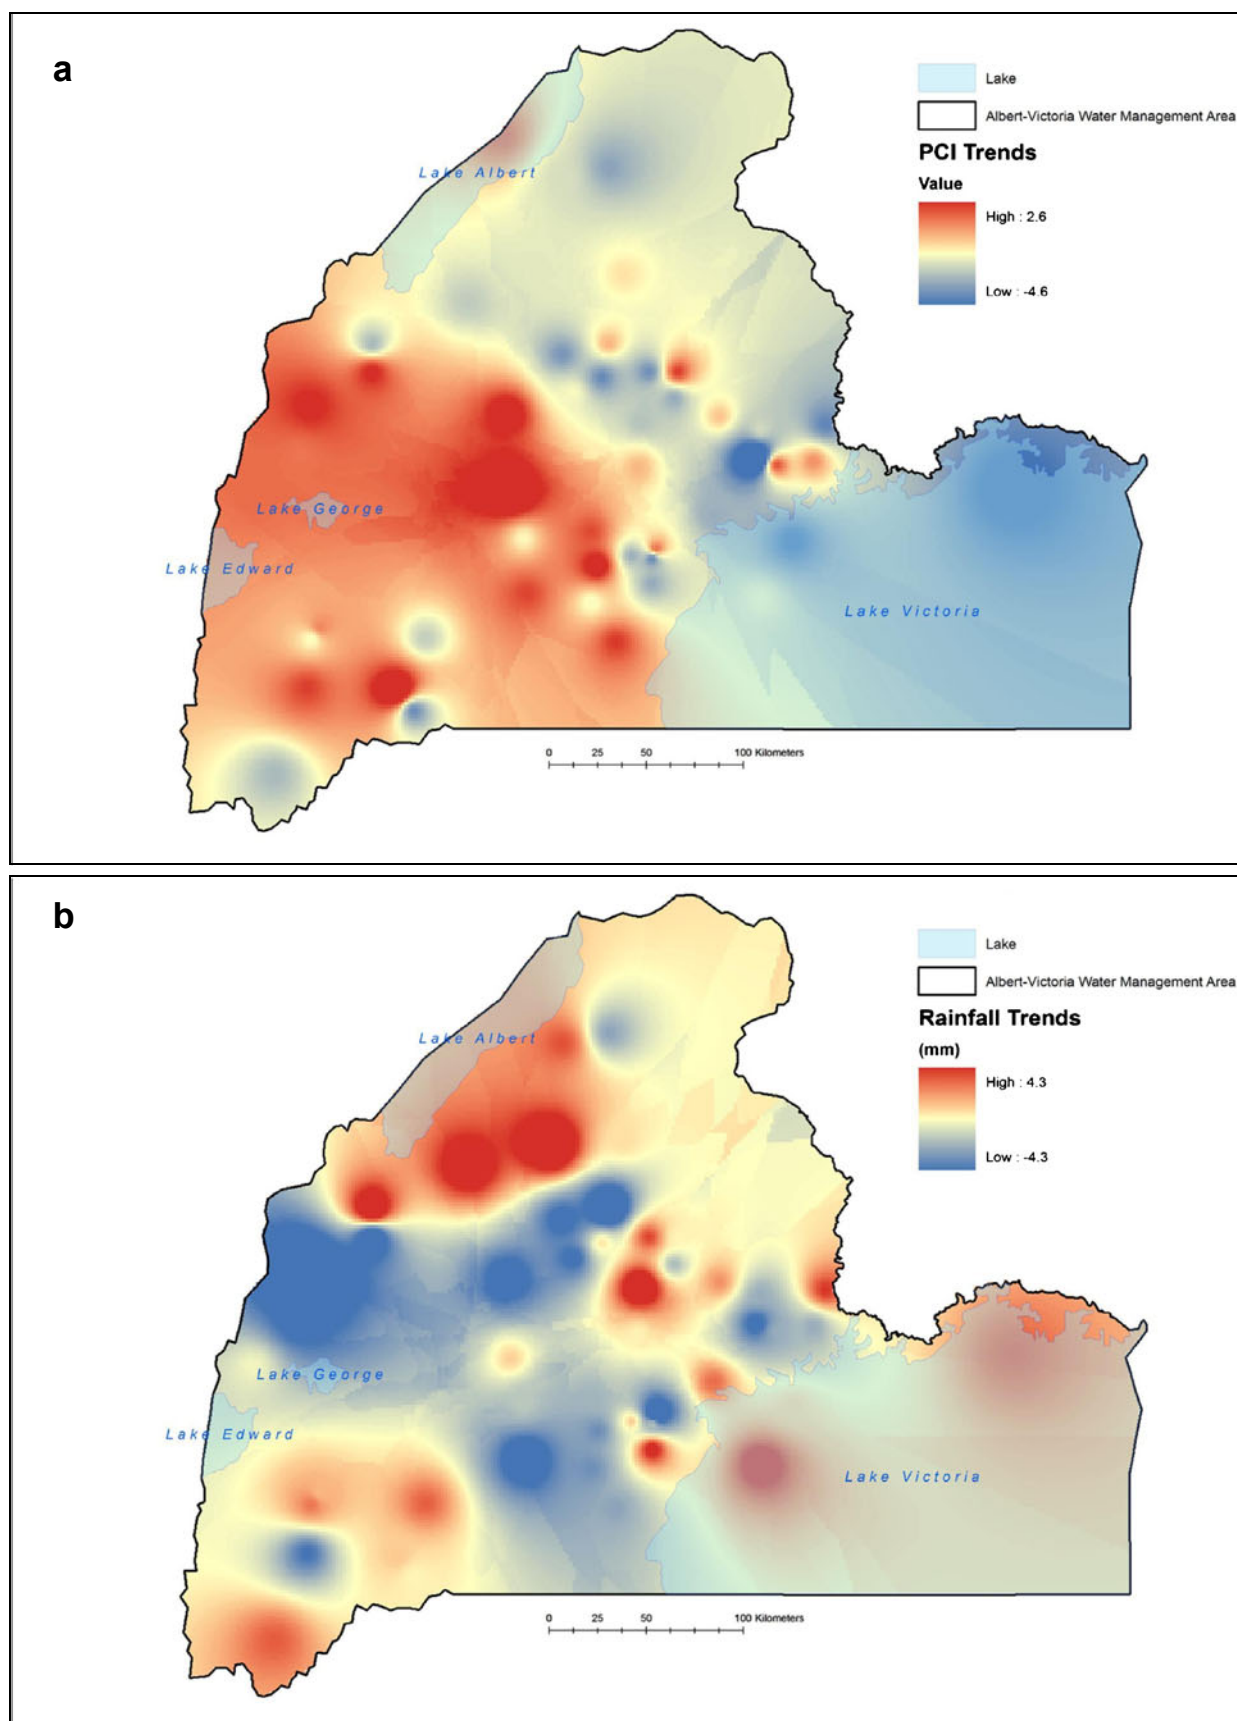 a
Lake
Albert-Victoria Water Management Area
PCI Trends
Value
High : 2.6
Low : -4.6
Lake Albert
Lake George
Lake Edward
Lake Victoria
0 25 50 100 Kilometers
b
Lake
Albert-Victoria Water Management Area
Rainfall Trends
(mm)
High : 4.3
Low : -4.3
Lake Albert
Lake George
Lake Edward
Lake Victoria
0 25 50 100 Kilometers